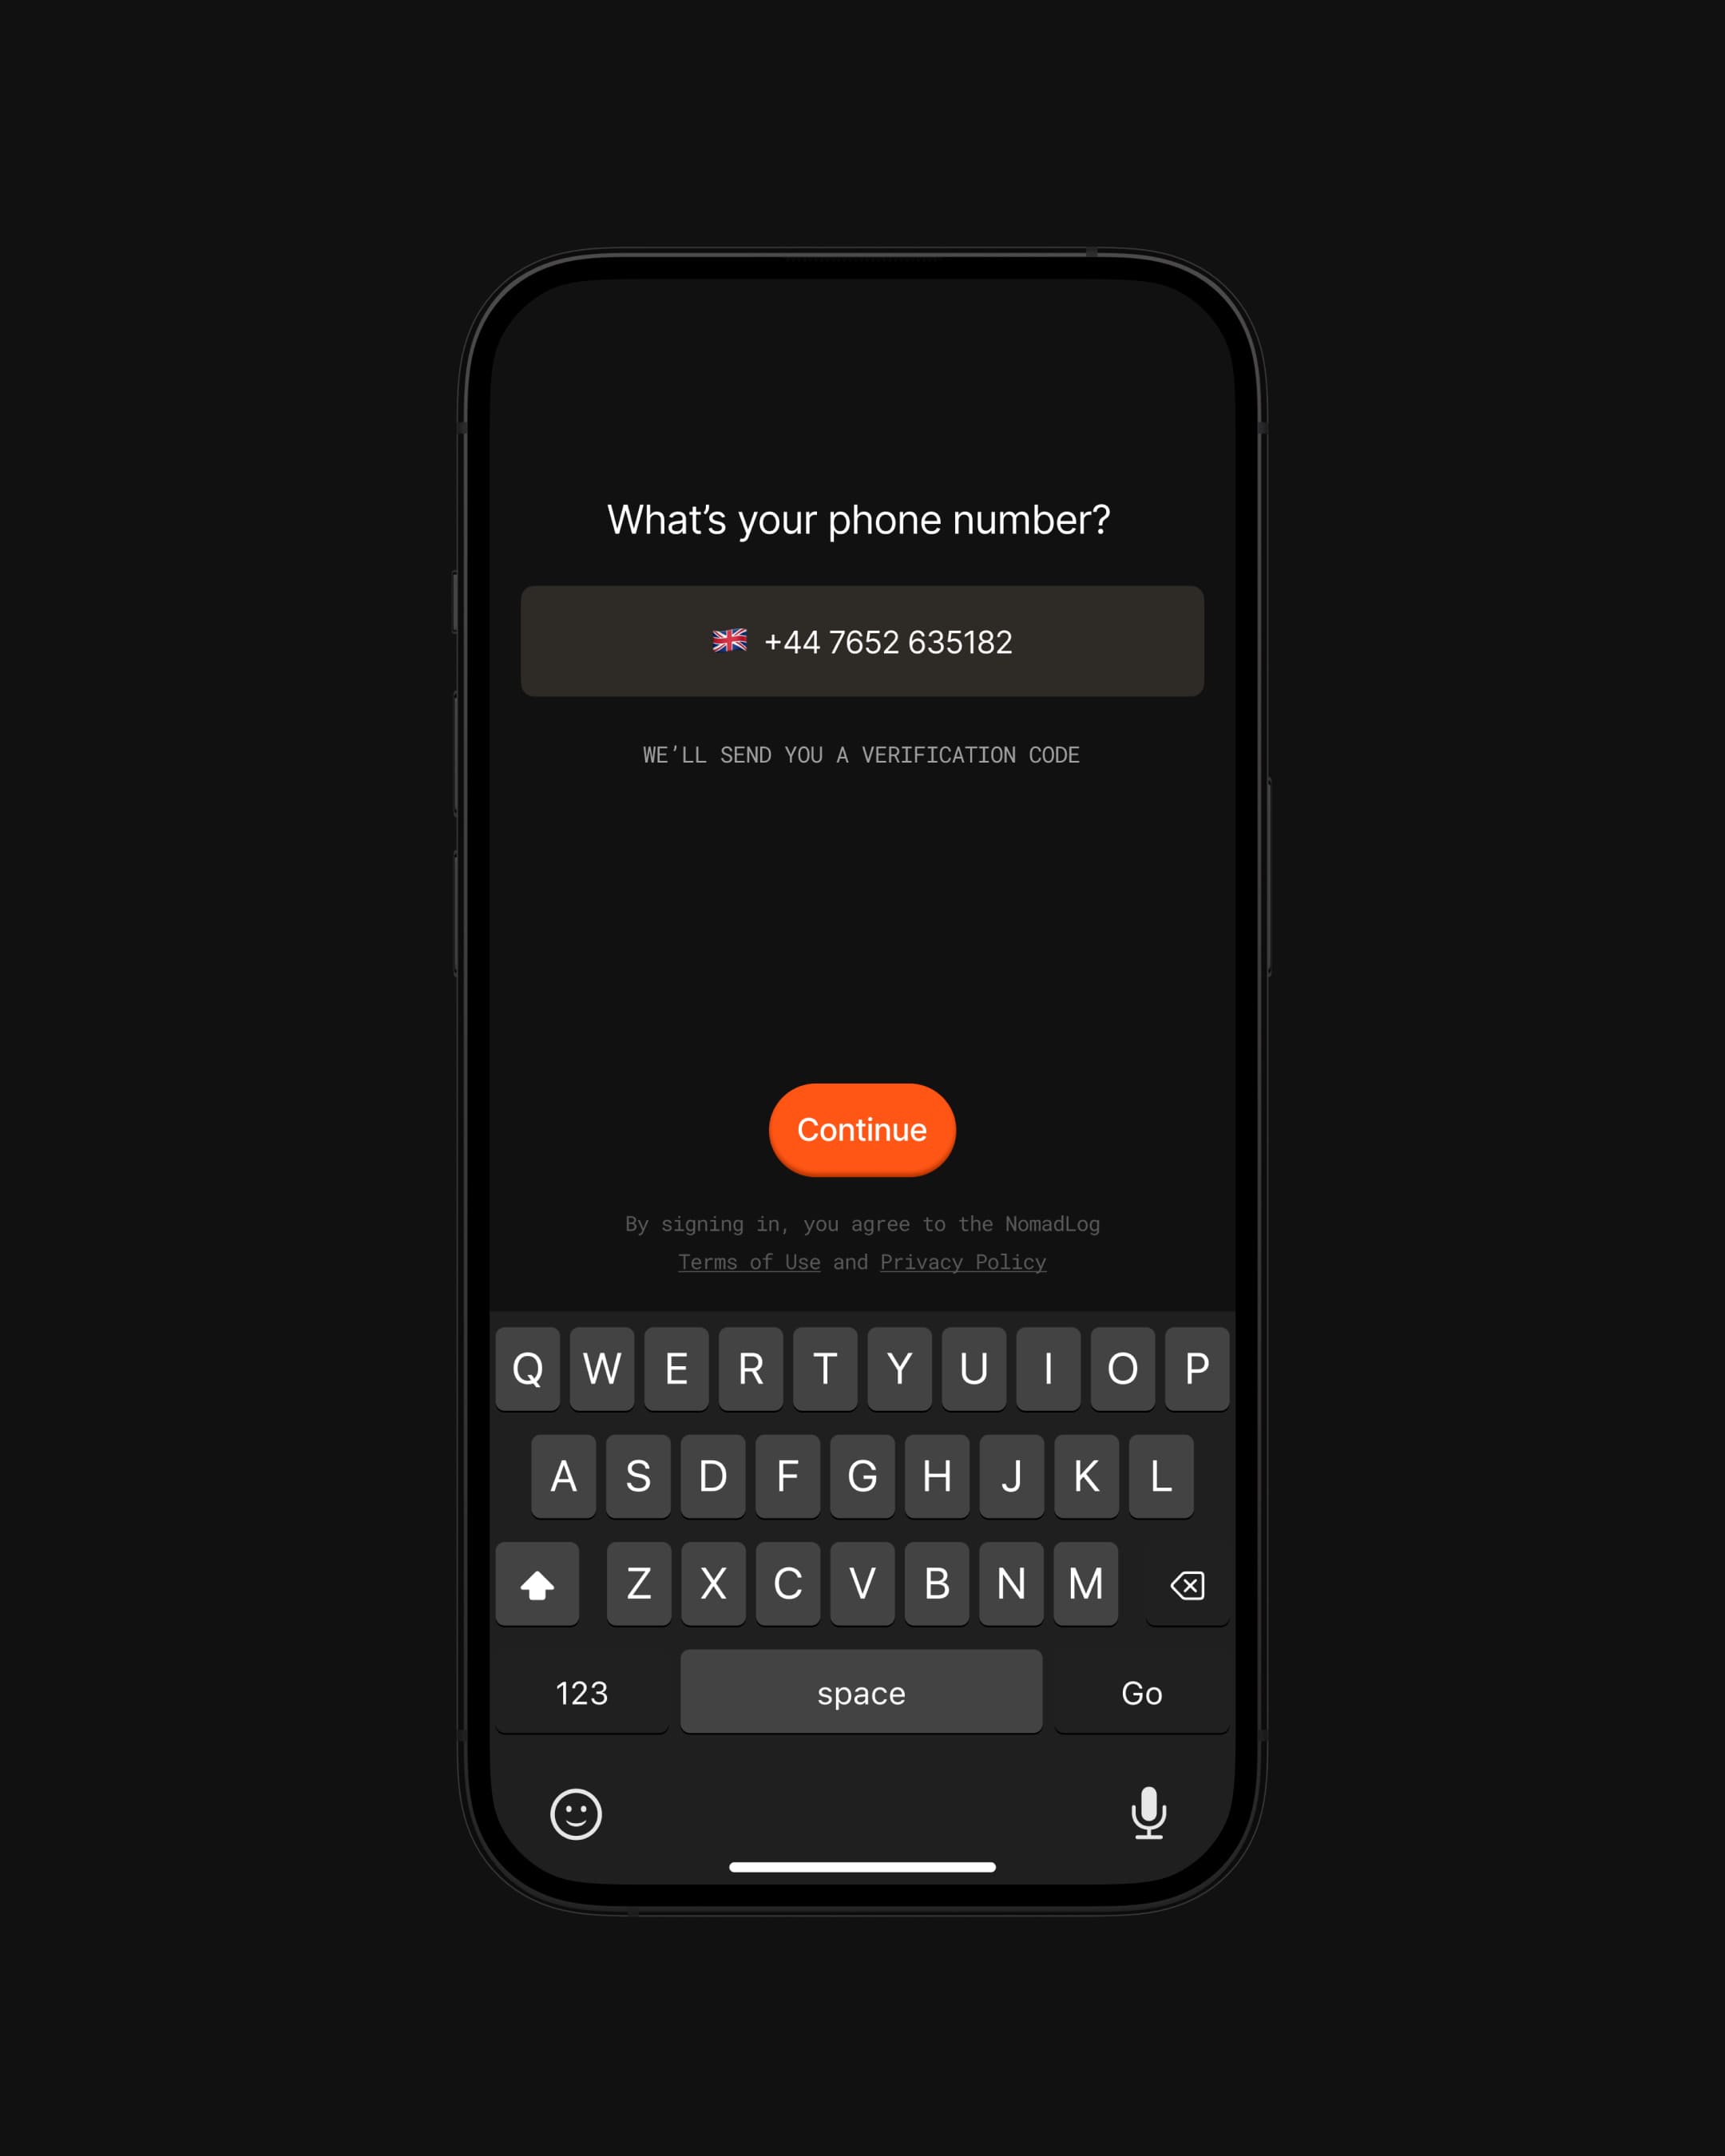 What's your phone number?
+44 7652 635182
WE'LL SEND YOU A VERIFICATION CODE
Continue
By signing in, you agree to the NomadLog
Terms of Use and Privacy Policy
Q W E R T Y U I O P
A S D F G H J K L
Z X C V B N M
123 space Go